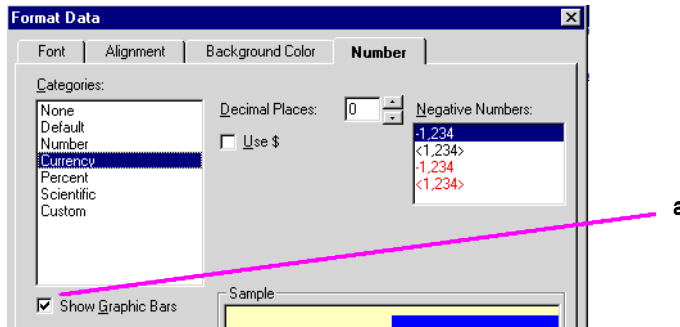 Format Data
Font Alignment Background Color Number
Categories:
None
Default
Number
Currency
Percent
Scientific
Custom
Decimal Places: 0
Use $
Negative Numbers:
-1,234
<1,234>
-1,234
<1,234>
Show Graphic Bars
Sample
a